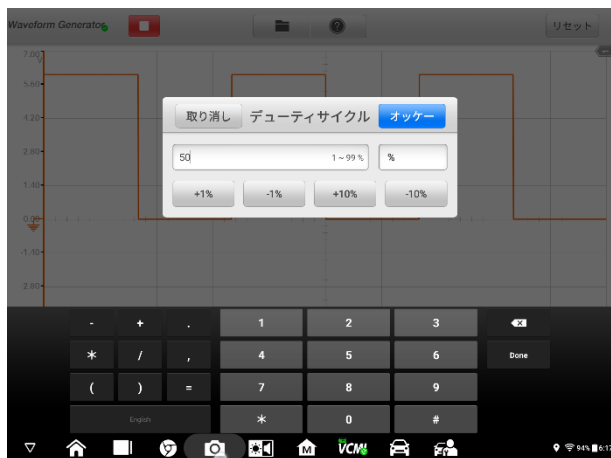 Waveform Generator
リセット
7.00
V
5.60
4.20
2.80
1.40
0.00
-1.40
-2.80
取り消し デューティサイクル オッケー
50 1 ~ 99 % %
+1% -1% +10% -10%
- + . 1 2 3
* / , 4 5 6 Done
( ) = 7 8 9
English * 0 #
M VCMI 94% 6:17